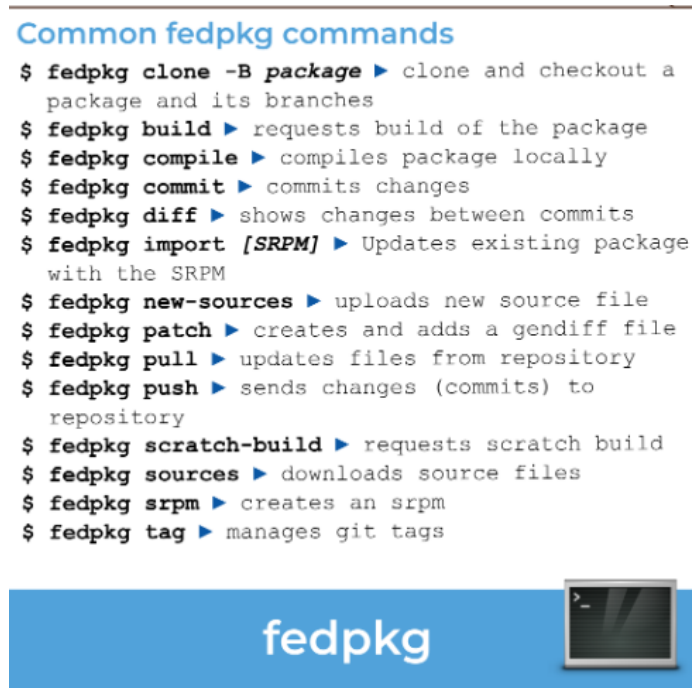 Common fedpkg commands
$ fedpkg clone -B package ▶ clone and checkout a
package and its branches
$ fedpkg build ▶ requests build of the package
$ fedpkg compile ▶ compiles package locally
$ fedpkg commit ▶ commits changes
$ fedpkg diff ▶ shows changes between commits
$ fedpkg import [SRPM] ▶ Updates existing package
with the SRPM
$ fedpkg new-sources ▶ uploads new source file
$ fedpkg patch ▶ creates and adds a gendiff file
$ fedpkg pull ▶ updates files from repository
$ fedpkg push ▶ sends changes (commits) to
repository
$ fedpkg scratch-build ▶ requests scratch build
$ fedpkg sources ▶ downloads source files
$ fedpkg srpm ▶ creates an srpm
$ fedpkg tag ▶ manages git tags
>_
fedpkg